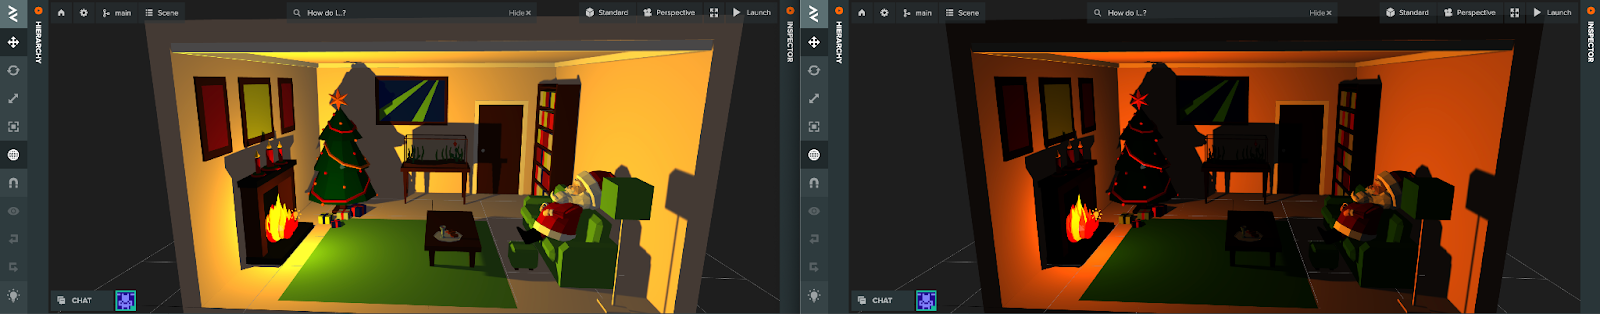 main
Scene
How do I...?
Hide
Standard
Perspective
Launch
HIERARCHY
INSPECTOR
CHAT
main
Scene
How do I...?
Hide
Standard
Perspective
Launch
HIERARCHY
INSPECTOR
CHAT